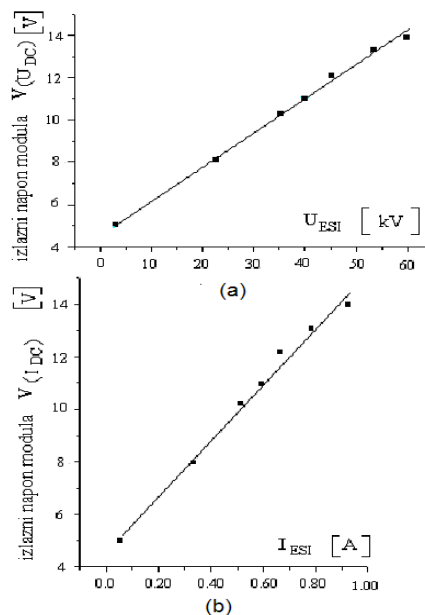 izlazni napon modula V(U_DC) [V]
14
12
10
8
6
4
U_ESI [kV]
0 10 20 30 40 50 60
(a)
izlazni napon modula V(I_DC) [V]
14
12
10
8
6
4
I_ESI [A]
0.0 0.20 0.40 0.60 0.80 1.00
(b)